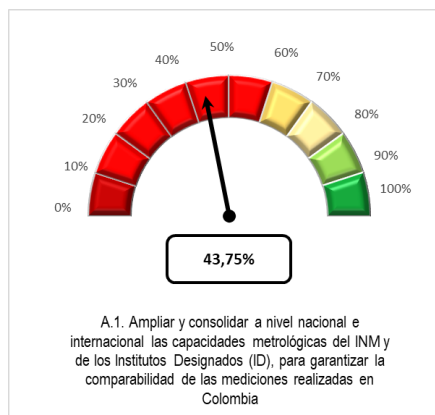 0%
10%
20%
30%
40%
50%
60%
70%
80%
90%
100%
43,75%
A.1. Ampliar y consolidar a nivel nacional e
internacional las capacidades metrológicas del INM y
de los Institutos Designados (ID), para garantizar la
comparabilidad de las mediciones realizadas en
Colombia